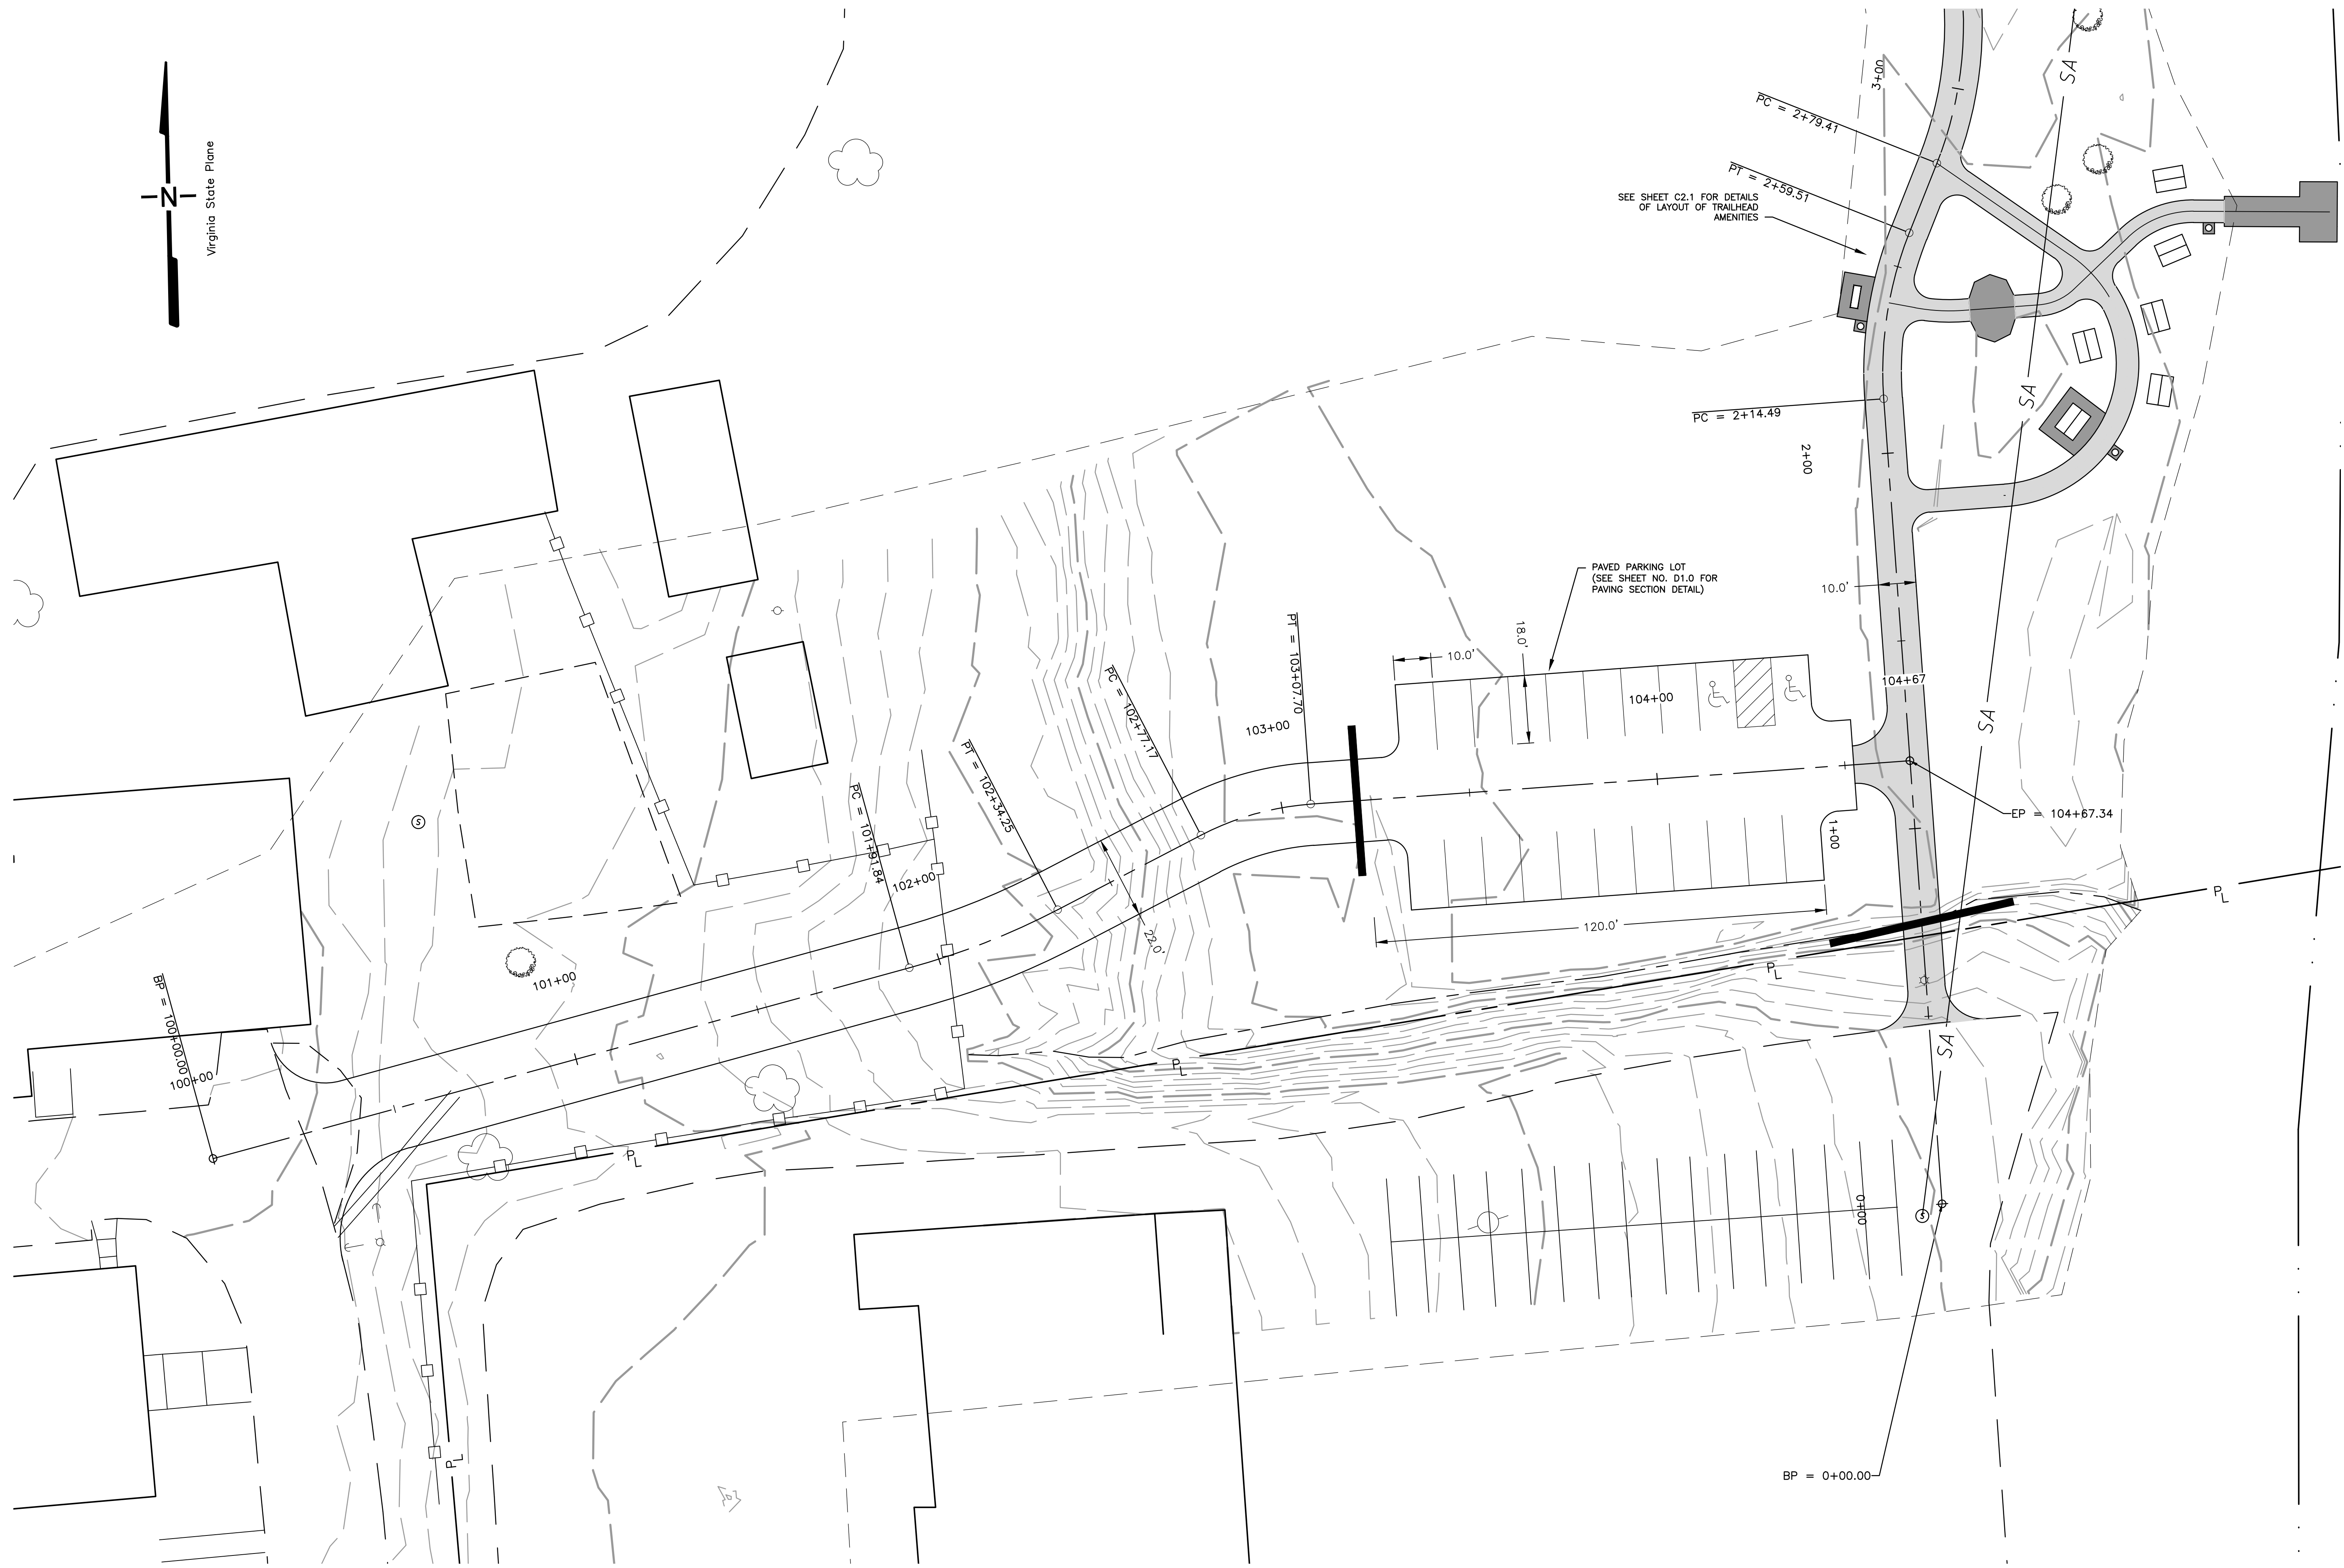 N
Virginia State Plane
3+00
SA
PC = 2+79.41
PT = 2+59.51
SEE SHEET C2.1 FOR DETAILS
OF LAYOUT OF TRAILHEAD
AMENITIES
SA
PC = 2+14.49
2+00
PAVED PARKING LOT
(SEE SHEET NO. D1.0 FOR
PAVING SECTION DETAIL)
10.0'
18.0'
10.0'
PT = 103+07.70
PC = 102+77.17
104+00
104+67
103+00
SA
PT = 102+34.25
PC = 101+91.84
S
EP = 104+67.34
1+00
102+00
22.0'
120.0'
PL
PL
101+00
BP = 100+00.00
100+00
SA
PL
PL
0+00
S
PL
BP = 0+00.00